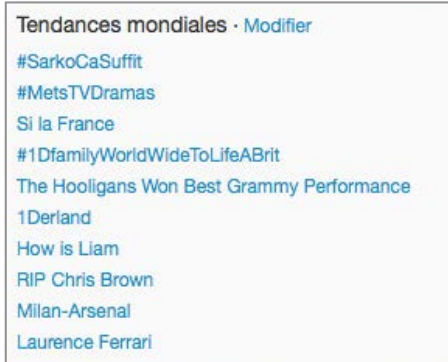 Tendances mondiales · Modifier
#SarkoCaSuffit
#MetsTVDramas
Si la France
#1DfamilyWorldWideToLifeABrit
The Hooligans Won Best Grammy Performance
1Derland
How is Liam
RIP Chris Brown
Milan-Arsenal
Laurence Ferrari